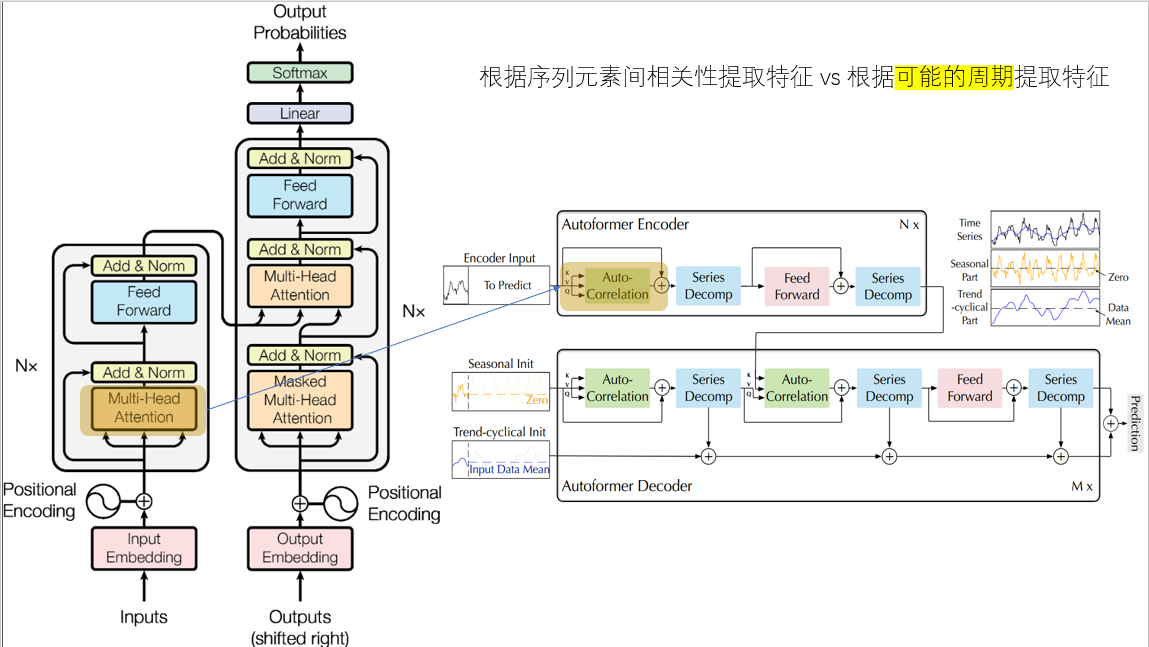 Output
Probabilities
Softmax
Linear
Add & Norm
Feed
Forward
Add & Norm
Multi-Head
Attention
Add & Norm
Masked
Multi-Head
Attention
N×
Add & Norm
Feed
Forward
N×
Add & Norm
Multi-Head
Attention
Positional
Encoding
Positional
Encoding
Input
Embedding
Output
Embedding
Inputs
Outputs
(shifted right)
根据序列元素间相关性提取特征 vs 根据可能的周期提取特征
Autoformer Encoder
N x
Encoder Input
To Predict
K
V
Q
Auto-
Correlation
Series
Decomp
Feed
Forward
Series
Decomp
Time
Series
Seasonal
Part
Zero
Trend
-cyclical
Part
Data
Mean
Seasonal Init
Zero
Trend-cyclical Init
Input Data Mean
K
V
Q
Auto-
Correlation
Series
Decomp
K
V
Q
Auto-
Correlation
Series
Decomp
Feed
Forward
Series
Decomp
Prediction
Autoformer Decoder
M x